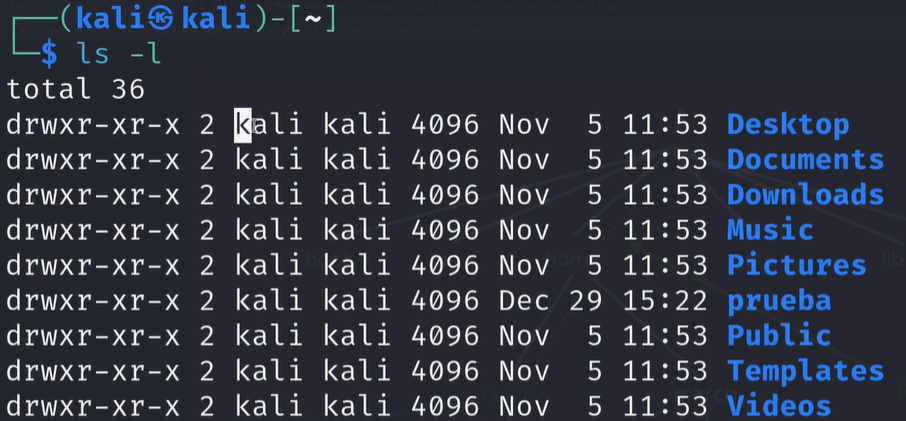 ┌──(kali㉿kali)-[~]
└─$ ls -l
total 36
drwxr-xr-x 2 kali kali 4096 Nov  5 11:53 Desktop
drwxr-xr-x 2 kali kali 4096 Nov  5 11:53 Documents
drwxr-xr-x 2 kali kali 4096 Nov  5 11:53 Downloads
drwxr-xr-x 2 kali kali 4096 Nov  5 11:53 Music
drwxr-xr-x 2 kali kali 4096 Nov  5 11:53 Pictures
drwxr-xr-x 2 kali kali 4096 Dec 29 15:22 prueba
drwxr-xr-x 2 kali kali 4096 Nov  5 11:53 Public
drwxr-xr-x 2 kali kali 4096 Nov  5 11:53 Templates
drwxr-xr-x 2 kali kali 4096 Nov  5 11:53 Videos